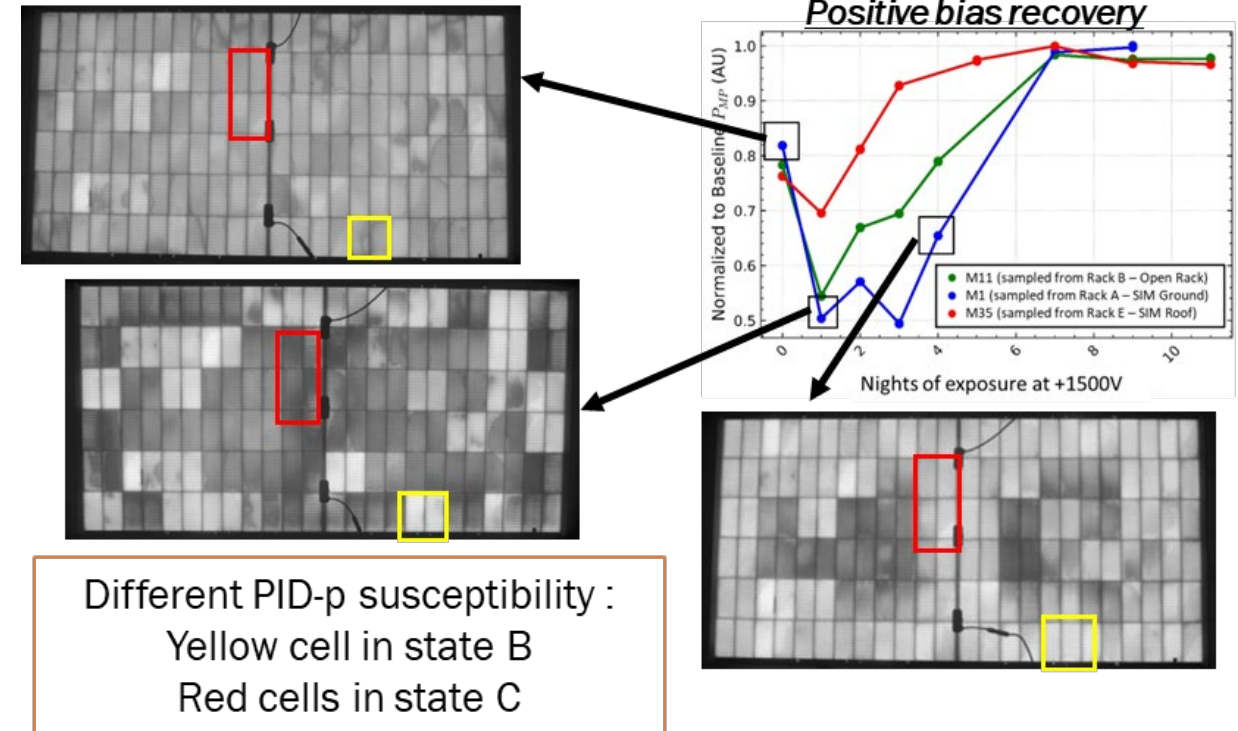 Positive bias recovery
Normalized to Baseline P_MP (AU)
1.0
0.9
0.8
0.7
0.6
0.5
M11 (sampled from Rack B – Open Rack)
M1 (sampled from Rack A – SIM Ground)
M35 (sampled from Rack E – SIM Roof)
0 2 4 6 8 10
Nights of exposure at +1500V
Different PID-p susceptibility :
Yellow cell in state B
Red cells in state C